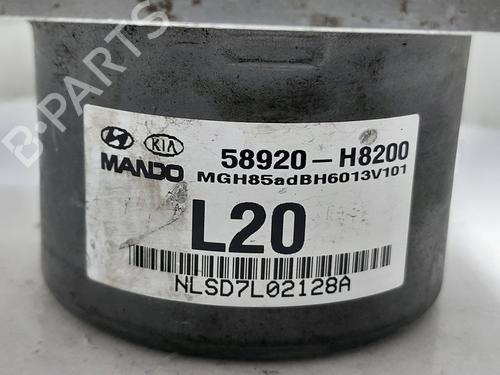 B-PARTS
KIA
MANDO
58920-H8200
MGH85adBH6013V101
L20
NLSD7L02128A